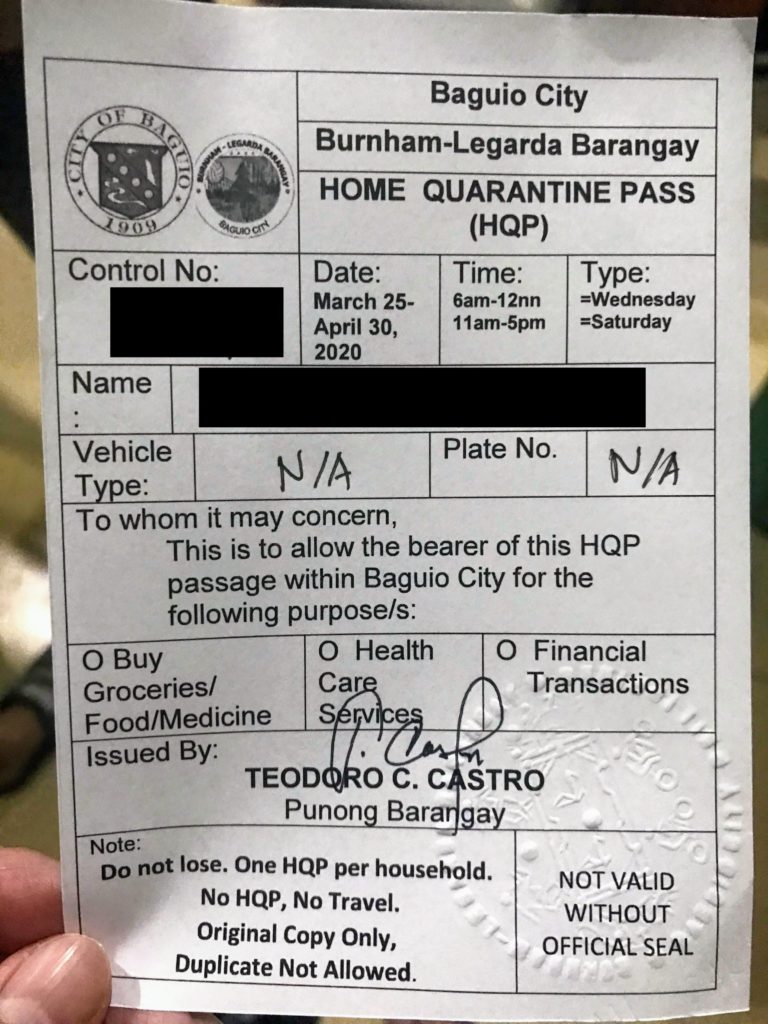 CITY OF BAGUIO
1909
BURNHAM-LEGARDA BARANGAY
BAGUIO CITY
Baguio City
Burnham-Legarda Barangay
HOME QUARANTINE PASS
(HQP)
Control No:
Date:
March 25-
April 30,
2020
Time:
6am-12nn
11am-5pm
Type:
=Wednesday
=Saturday
Name
:
Vehicle
Type:
N/A
Plate No.
N/A
To whom it may concern,
This is to allow the bearer of this HQP
passage within Baguio City for the
following purpose/s:
O Buy
Groceries/
Food/Medicine
O Health
Care
Services
O Financial
Transactions
Issued By:
T. Castro
TEODORO C. CASTRO
Punong Barangay
Note:
Do not lose. One HQP per household.
No HQP, No Travel.
Original Copy Only,
Duplicate Not Allowed.
NOT VALID
WITHOUT
OFFICIAL SEAL